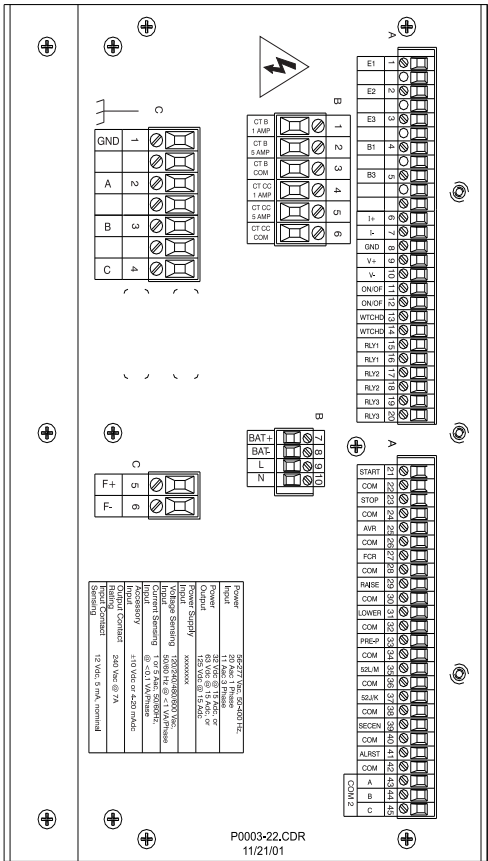 A
E1 1
E2 2
E3 3
B1 4
B3 5
I+ 6
I- 7
GND 8
V+ 9
V- 10
ON/OF 11
ON/OF 12
WTCHD 13
WTCHD 14
RLY1 15
RLY1 16
RLY2 17
RLY2 18
RLY3 19
RLY3 20
B
CT B
1 AMP
1
CT B
5 AMP
2
CT B
COM
3
CT CC
1 AMP
4
CT CC
5 AMP
5
CT CC
COM
6
C
GND 1
A 2
B 3
C 4
B
BAT+ 7
BAT- 8
L 9
N 10
C
F+ 5
F- 6
A
START 21
COM 22
STOP 23
COM 24
AVR 25
COM 26
FCR 27
COM 28
RAISE 29
COM 30
LOWER 31
COM 32
PRE-P 33
COM 34
52L/M 35
COM 36
52J/K 37
COM 38
SECEN 39
COM 40
ALRST 41
COM 42
A 43
B 44
C 45
COM 2
Power 56-277 Vac, 50-400 Hz,
Input 20 Aac 1 Phase
11 Aac 3 Phase
Power 32 Vdc @ 15 Adc, or
Output 63 Vdc @ 15 Adc, or
125 Vdc @ 15 Adc
Power Supply xxxxxxxx
Input
Voltage Sensing 120/240/480/600 Vac,
Input 50/60 Hz @ <1 VA/Phase
Current Sensing 1 or 5 Aac, 50/60Hz,
Input @ <0.1 VA/Phase
Accessory ±10 Vdc or 4-20 mAdc
Input
Output Contact 240 Vac @ 7A
Rating
Input Contact 12 Vdc, 5 mA, nominal
Sensing
P0003-22.CDR
11/21/01